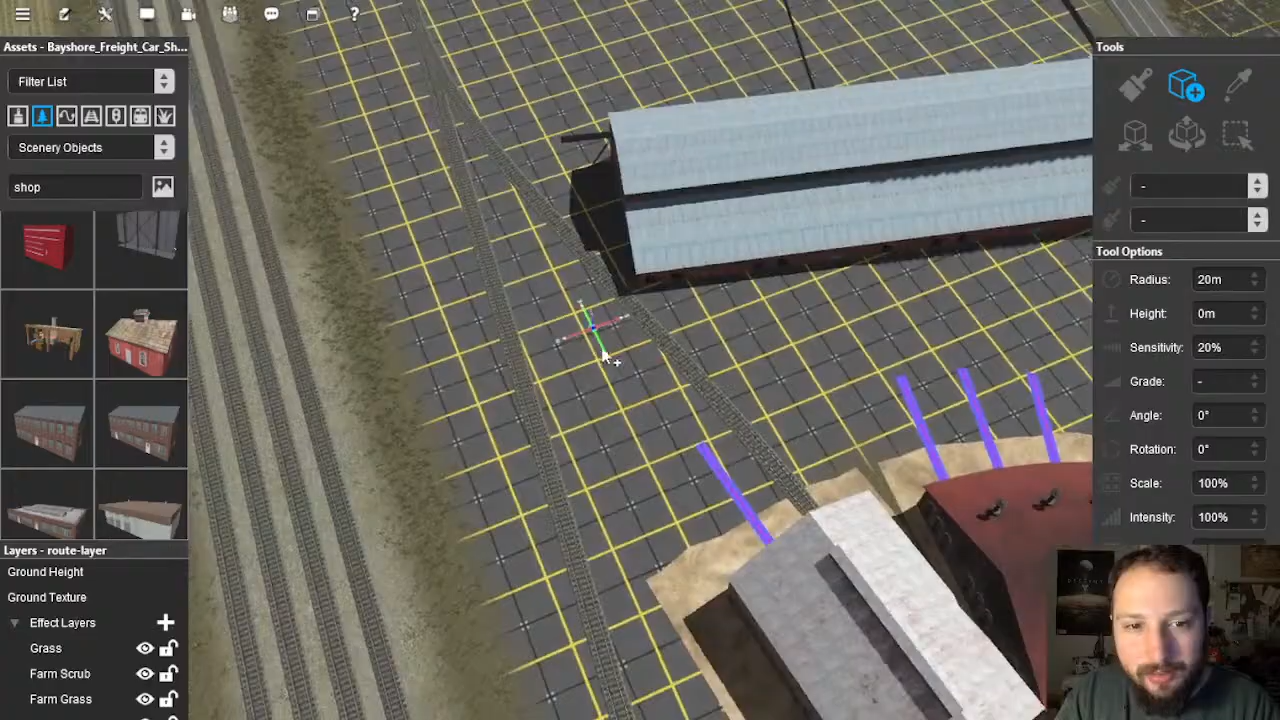 Assets - Bayshore_Freight_Car_Sh...
Filter List
Scenery Objects
shop
Layers - route-layer
Ground Height
Ground Texture
Effect Layers
Grass
Farm Scrub
Farm Grass
Tools
-
-
Tool Options
Radius: 20m
Height: 0m
Sensitivity: 20%
Grade: -
Angle: 0°
Rotation: 0°
Scale: 100%
Intensity: 100%